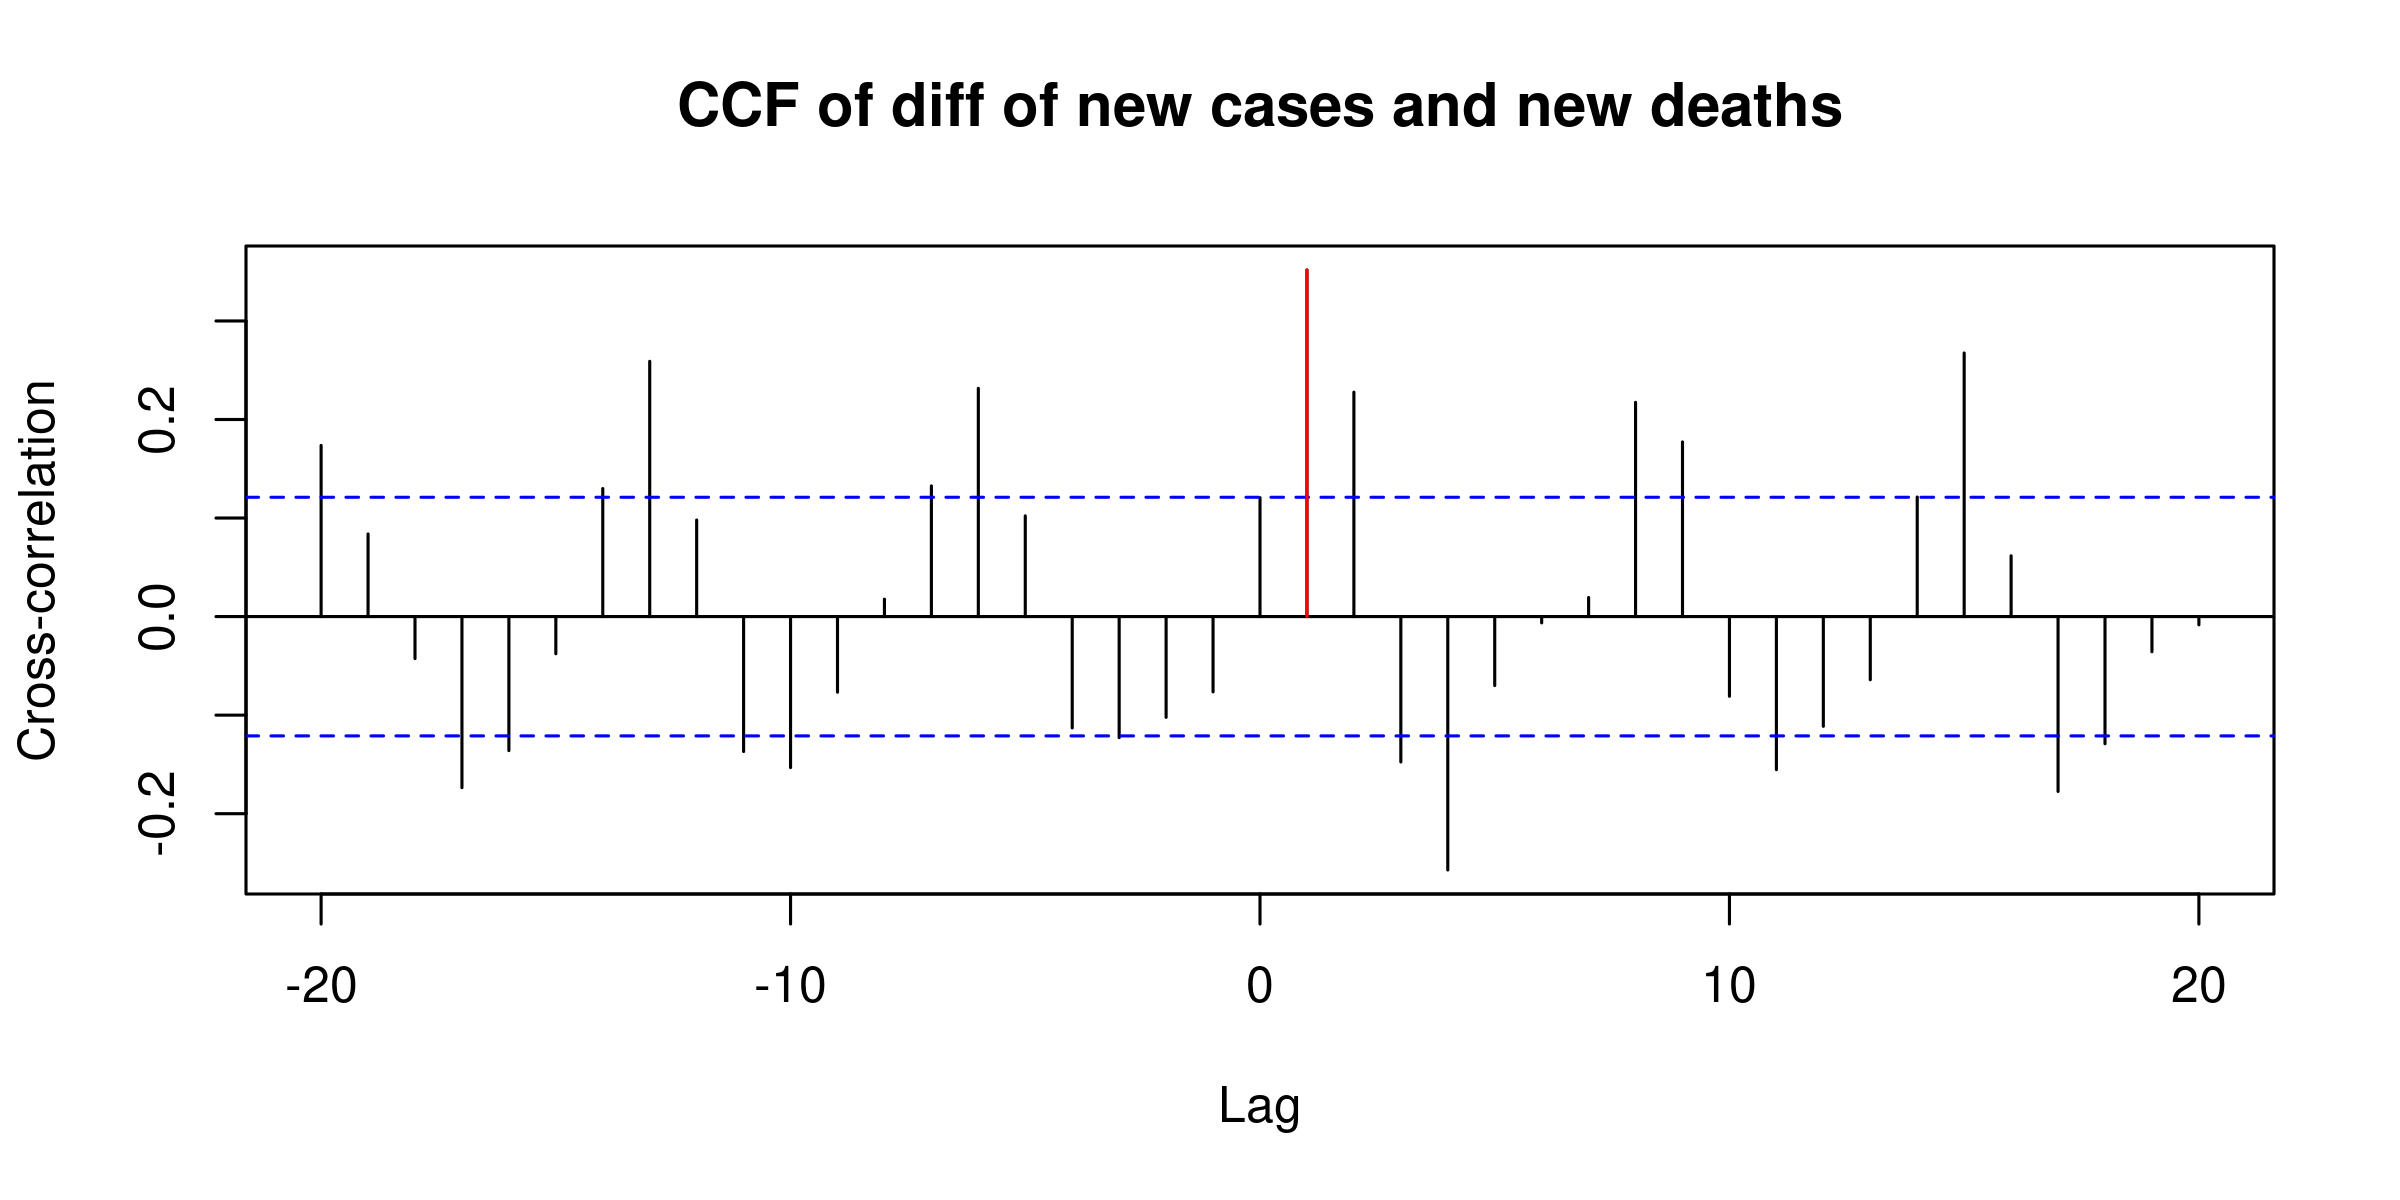 CCF of diff of new cases and new deaths
Cross-correlation
0.2
0.0
-0.2
-20 -10 0 10 20
Lag